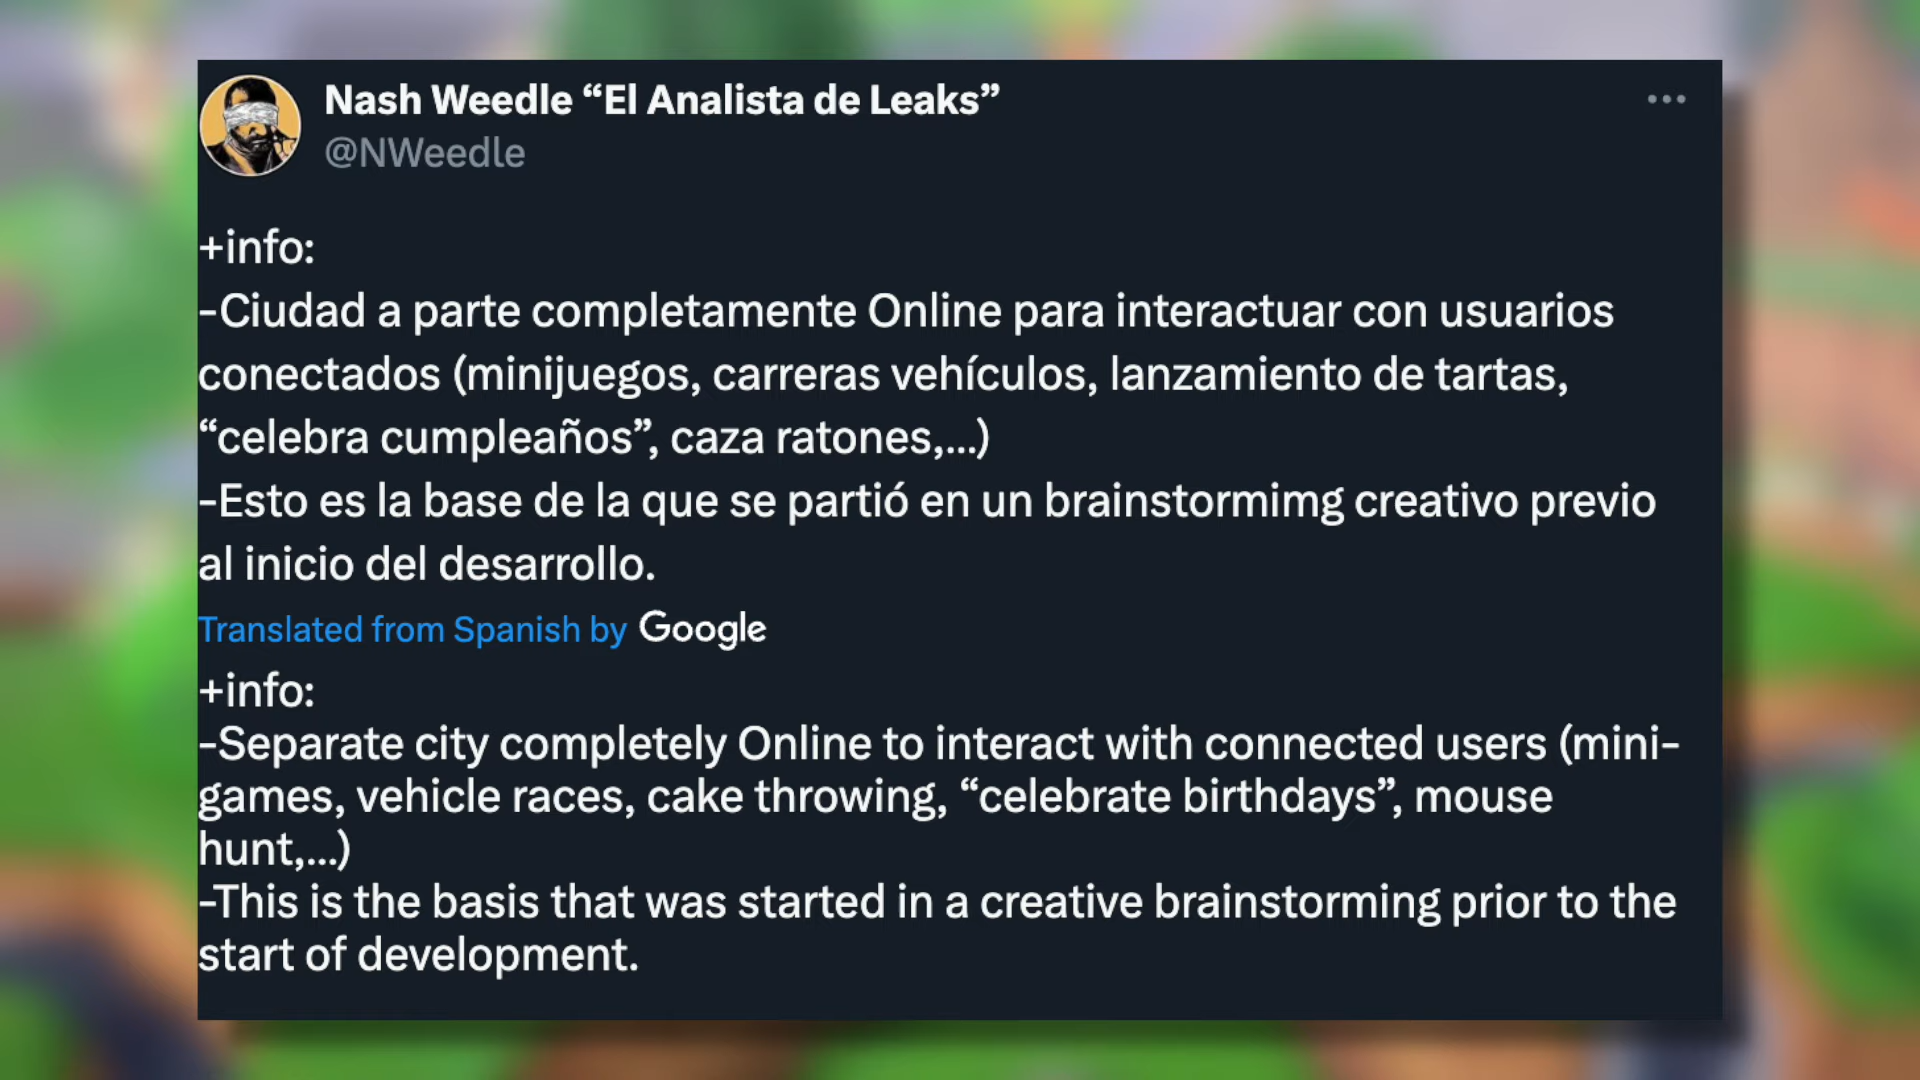 Nash Weedle “El Analista de Leaks”
@NWeedle
+info:
-Ciudad a parte completamente Online para interactuar con usuarios
conectados (minijuegos, carreras vehículos, lanzamiento de tartas,
“celebra cumpleaños”, caza ratones,...)
-Esto es la base de la que se partió en un brainstormimg creativo previo
al inicio del desarrollo.
Translated from Spanish by Google
+info:
-Separate city completely Online to interact with connected users (mini-
games, vehicle races, cake throwing, “celebrate birthdays”, mouse
hunt,...)
-This is the basis that was started in a creative brainstorming prior to the
start of development.